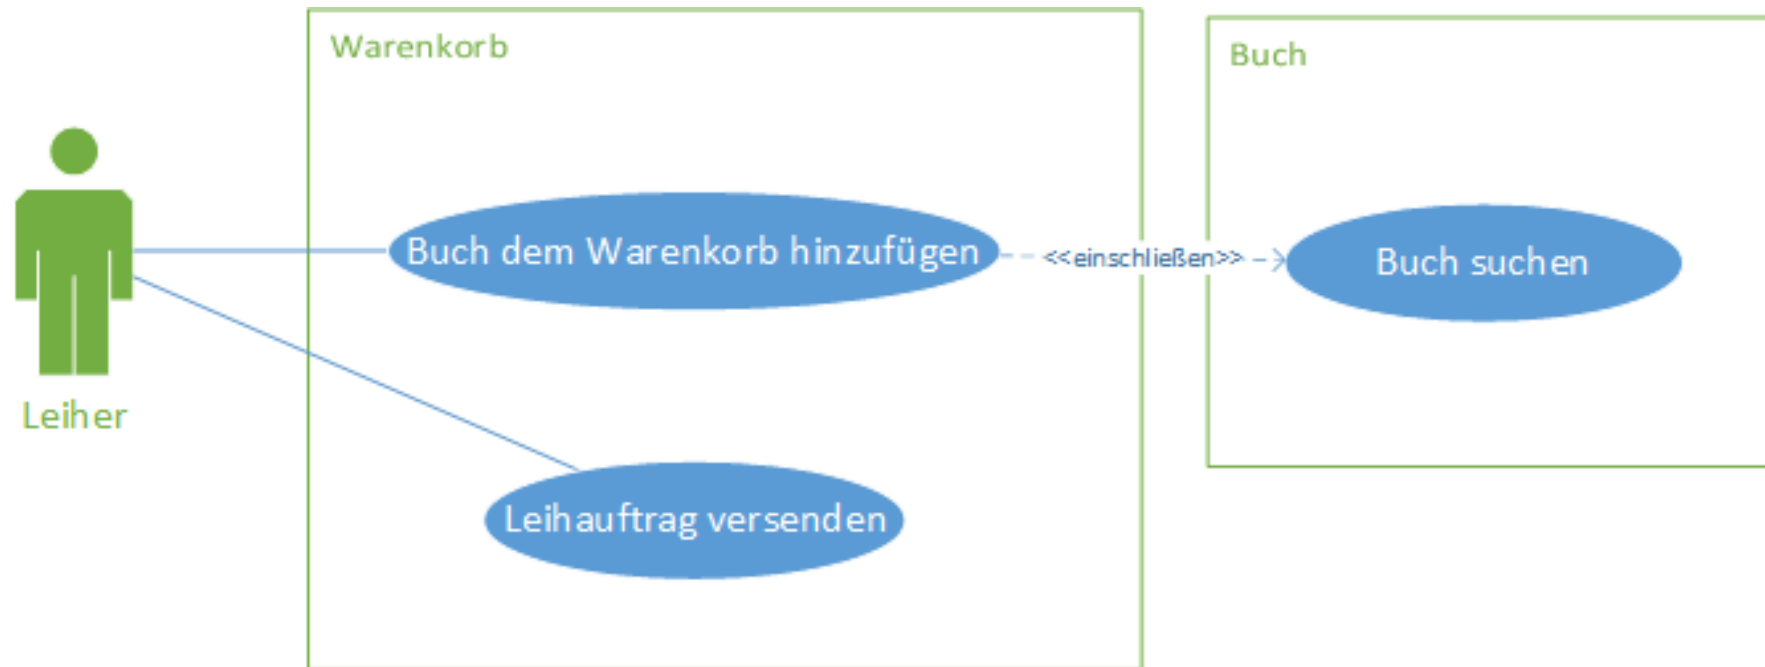 Warenkorb
Buch
Buch dem Warenkorb hinzufügen
<<einschließen>>
Buch suchen
Leiher
Leihauftrag versenden